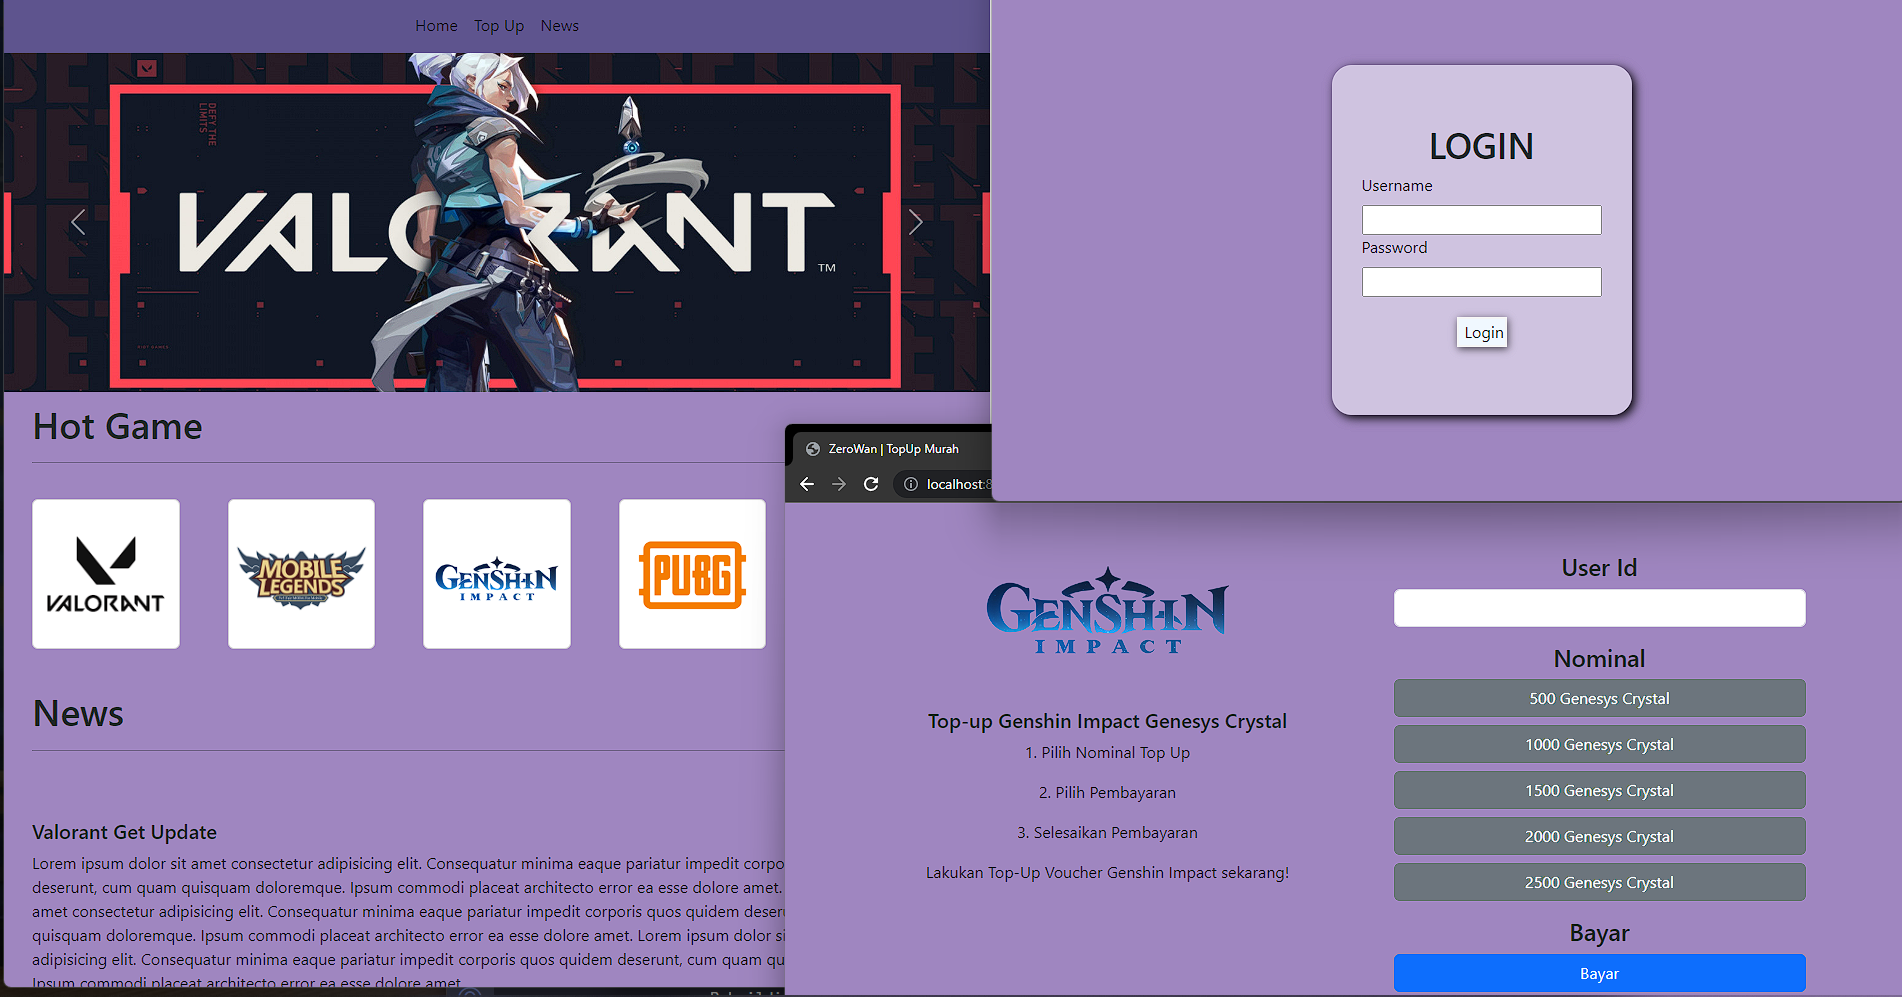 Home Top Up News
DEFY THE
LIMITS
VALORANT
TM
Hot Game
VALORANT
MOBILE
LEGENDS
GENSHIN
IMPACT
PUBG
News
Valorant Get Update
Lorem ipsum dolor sit amet consectetur adipisicing elit. Consequatur minima eaque pariatur impedit corpo
deserunt, cum quam quisquam doloremque. Ipsum commodi placeat architecto error ea esse dolore amet.
amet consectetur adipisicing elit. Consequatur minima eaque pariatur impedit corporis quos quidem deseru
quisquam doloremque. Ipsum commodi placeat architecto error ea esse dolore amet. Lorem ipsum dolor si
adipisicing elit. Consequatur minima eaque pariatur impedit corporis quos quidem deserunt, cum quam qu
Ipsum commodi placeat architecto error ea esse dolore amet
LOGIN
Username
Password
Login
ZeroWan | TopUp Murah
localhost:8
GENSHIN
IMPACT
Top-up Genshin Impact Genesys Crystal
1. Pilih Nominal Top Up
2. Pilih Pembayaran
3. Selesaikan Pembayaran
Lakukan Top-Up Voucher Genshin Impact sekarang!
User Id
Nominal
500 Genesys Crystal
1000 Genesys Crystal
1500 Genesys Crystal
2000 Genesys Crystal
2500 Genesys Crystal
Bayar
Bayar